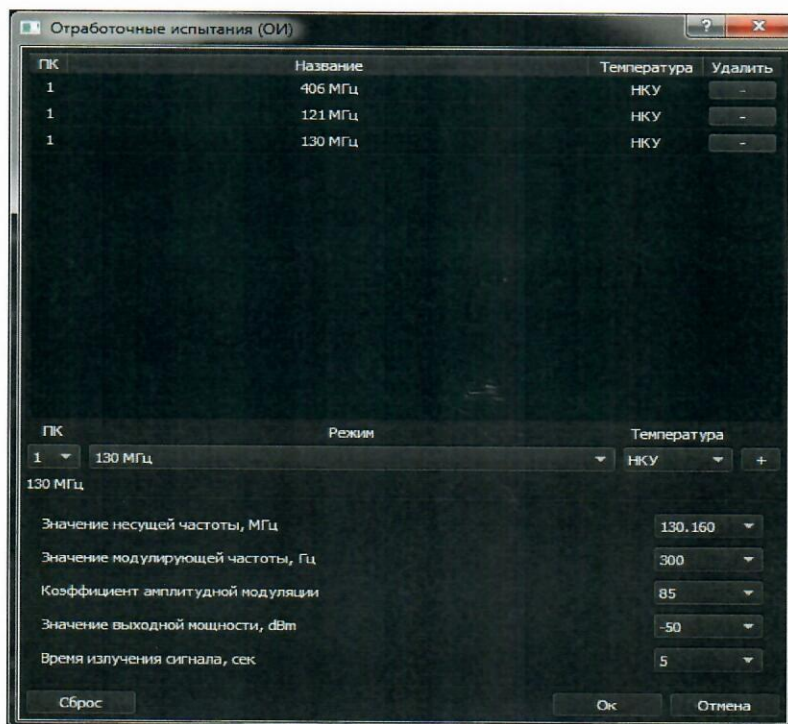 Отработочные испытания (ОИ)
ПК Название Температура Удалить
1 406 МГц НКУ -
1 121 МГц НКУ -
1 130 МГц НКУ -
ПК Режим Температура
1 130 МГц НКУ +
130 МГц
Значение несущей частоты, МГц 130.160
Значение модулирующей частоты, Гц 300
Коэффициент амплитудной модуляции 85
Значение выходной мощности, dBm -50
Время излучения сигнала, сек 5
Сброс Ок Отмена